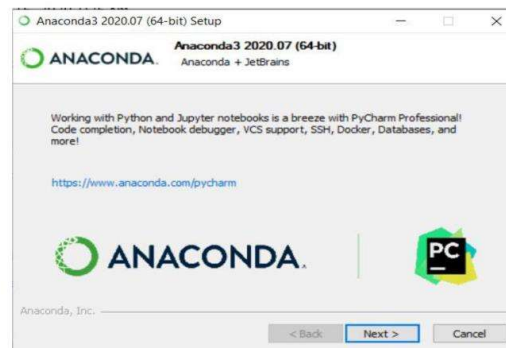 Anaconda3 2020.07 (64-bit) Setup
ANACONDA.
Anaconda3 2020.07 (64-bit)
Anaconda + JetBrains
Working with Python and Jupyter notebooks is a breeze with PyCharm Professional!
Code completion, Notebook debugger, VCS support, SSH, Docker, Databases, and
more!
https://www.anaconda.com/pycharm
ANACONDA.
PC
Anaconda, Inc.
< Back
Next >
Cancel